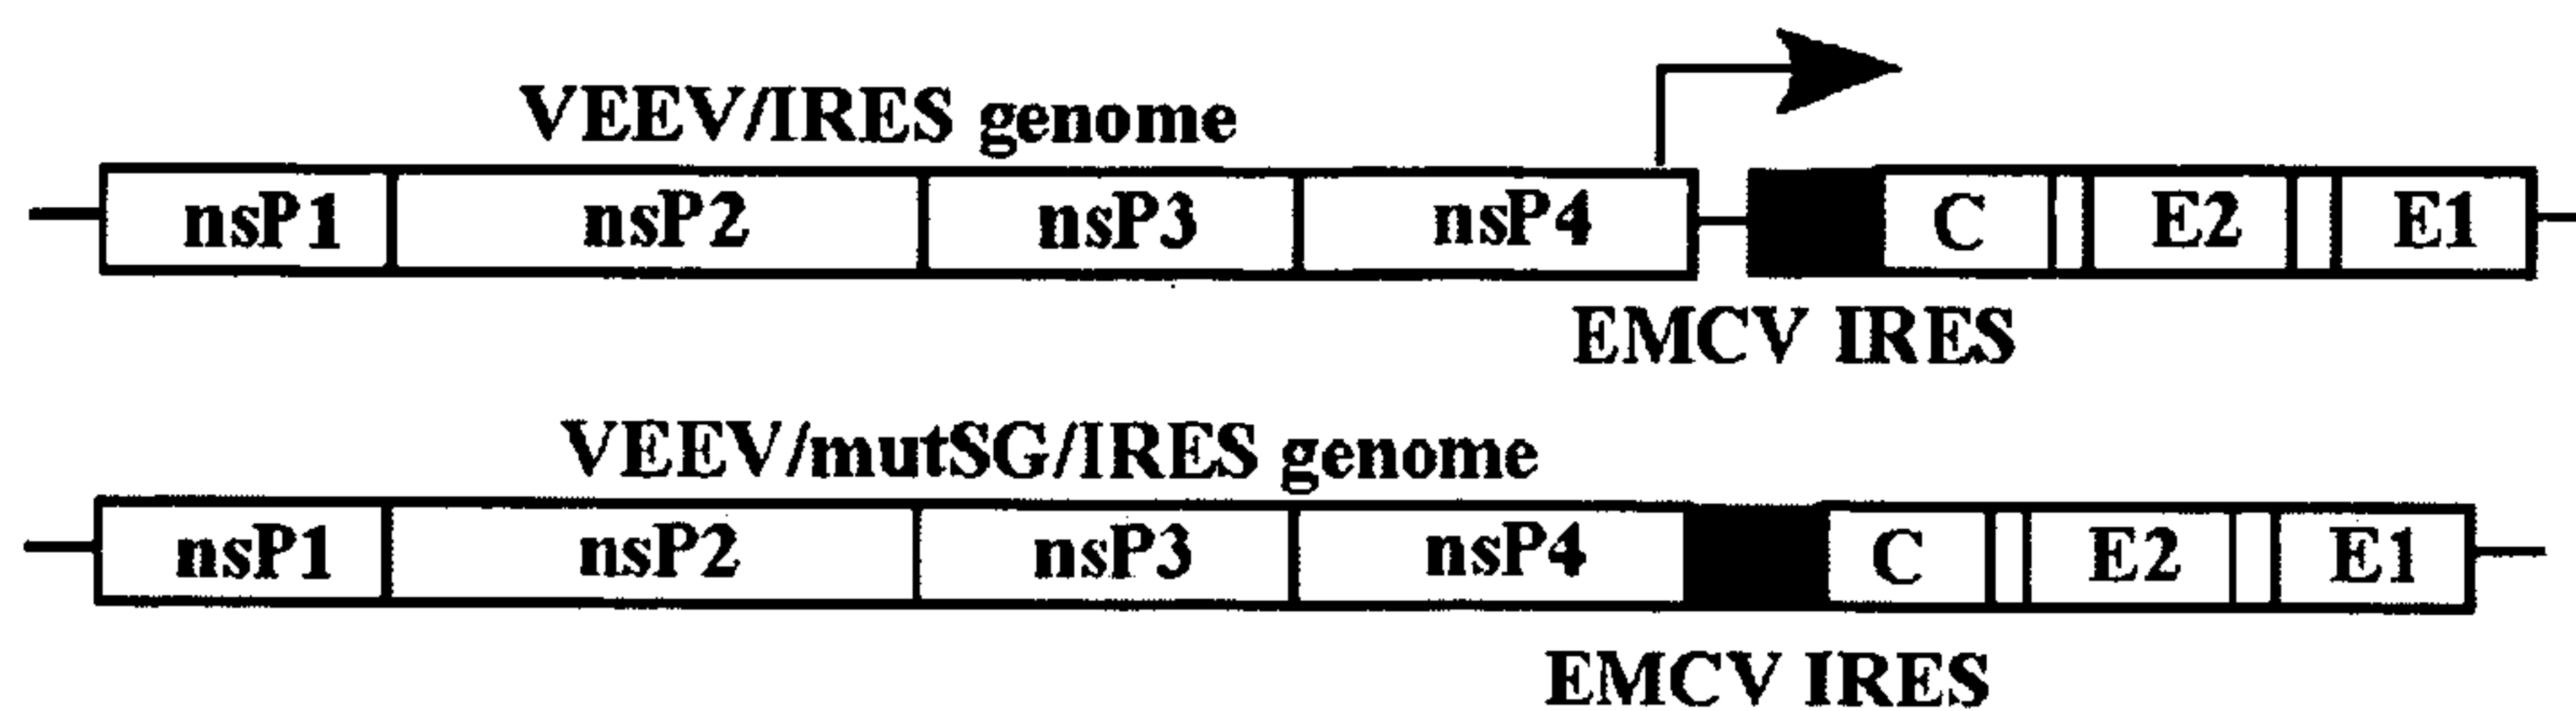 VEEV/IRES genome
nsP1 nsP2 nsP3 nsP4 C E2 E1
EMCV IRES
VEEV/mutSG/IRES genome
nsP1 nsP2 nsP3 nsP4 C E2 E1
EMCV IRES